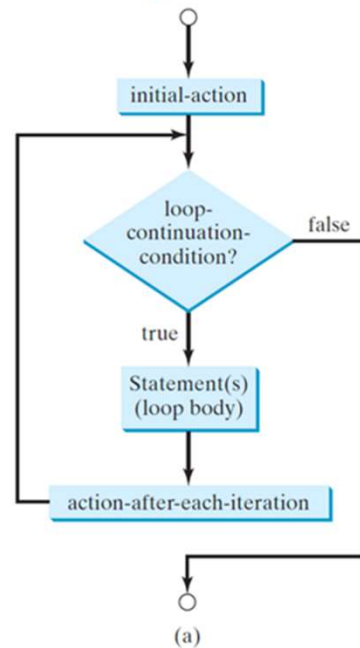 initial-action
loop-
continuation-
condition?
false
true
Statement(s)
(loop body)
action-after-each-iteration
(a)